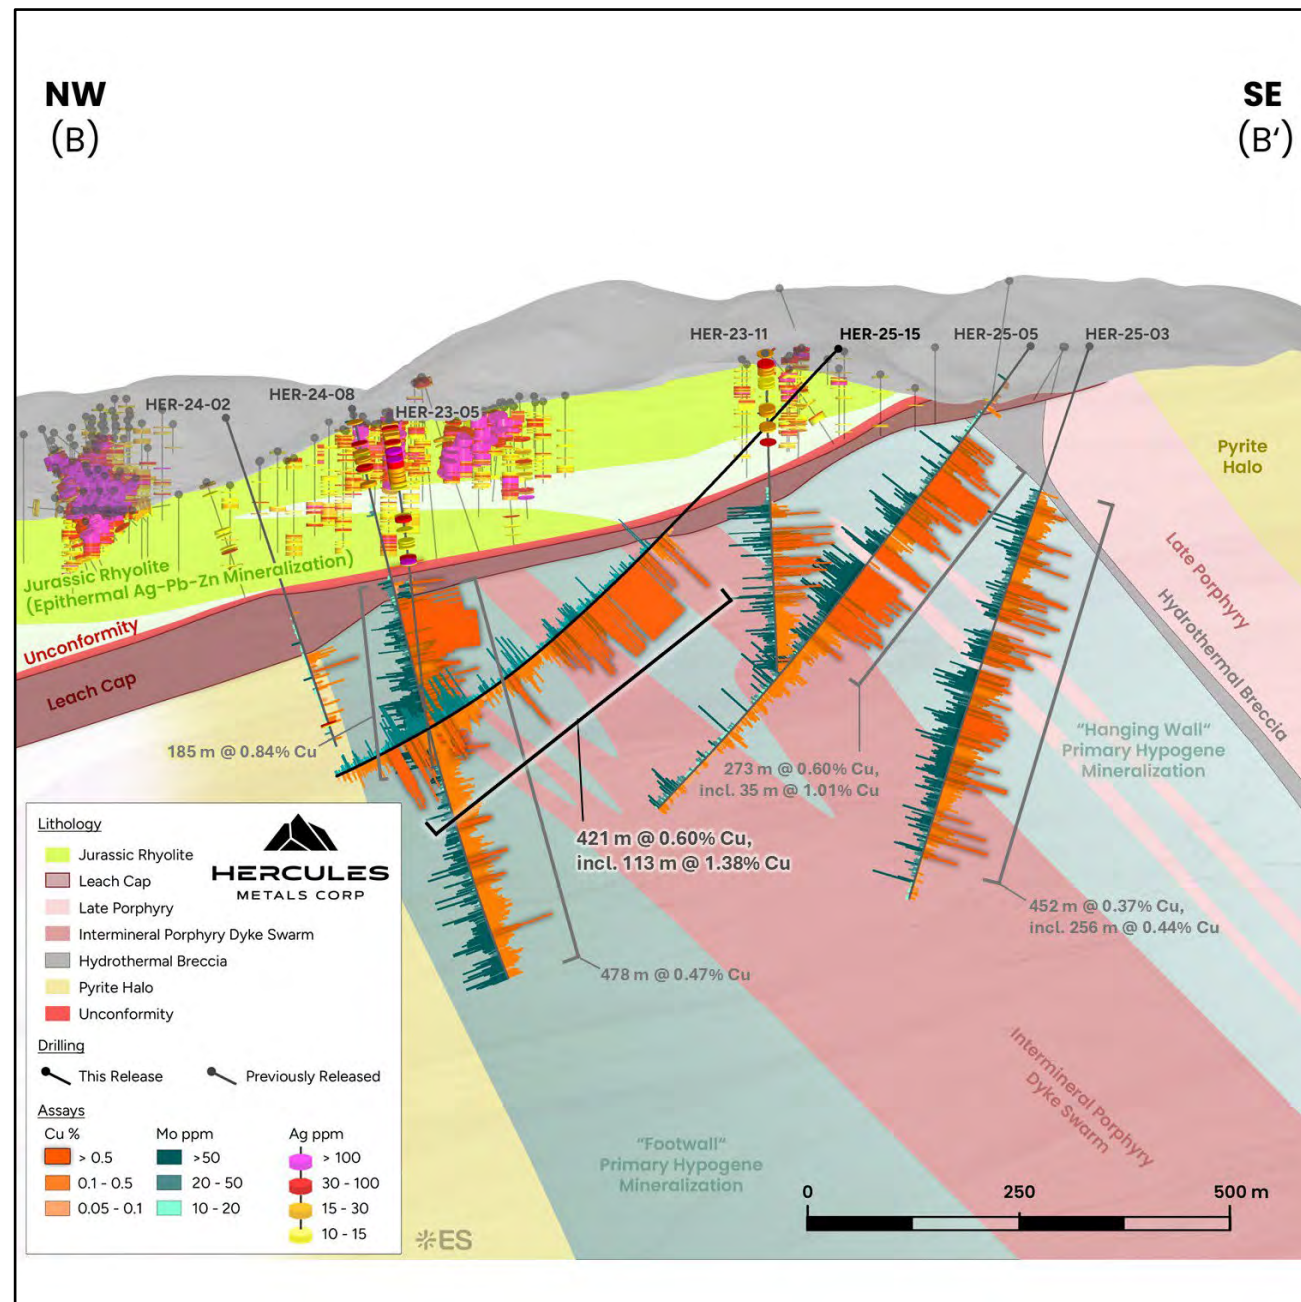 NW
(B)
SE
(B')
HER-23-11
HER-25-15
HER-25-05
HER-25-03
HER-24-08
HER-24-02
HER-23-05
Pyrite
Halo
Jurassic Rhyolite
(Epithermal Ag-Pb-Zn Mineralization)
Unconformity
Leach Cap
Late Porphyry
Hydrothermal Breccia
185 m @ 0.84% Cu
273 m @ 0.60% Cu,
incl. 35 m @ 1.01% Cu
"Hanging Wall"
Primary Hypogene
Mineralization
421 m @ 0.60% Cu,
incl. 113 m @ 1.38% Cu
452 m @ 0.37% Cu,
incl. 256 m @ 0.44% Cu
478 m @ 0.47% Cu
Intermineral Porphyry
Dyke Swarm
"Footwall"
Primary Hypogene
Mineralization
0 250 500 m
ES
Lithology
Jurassic Rhyolite
Leach Cap
Late Porphyry
Intermineral Porphyry Dyke Swarm
Hydrothermal Breccia
Pyrite Halo
Unconformity
HERCULES
METALS CORP
Drilling
This Release
Previously Released
Assays
Cu % Mo ppm Ag ppm
> 0.5 >50 > 100
0.1 - 0.5 20 - 50 30 - 100
0.05 - 0.1 10 - 20 15 - 30
10 - 15